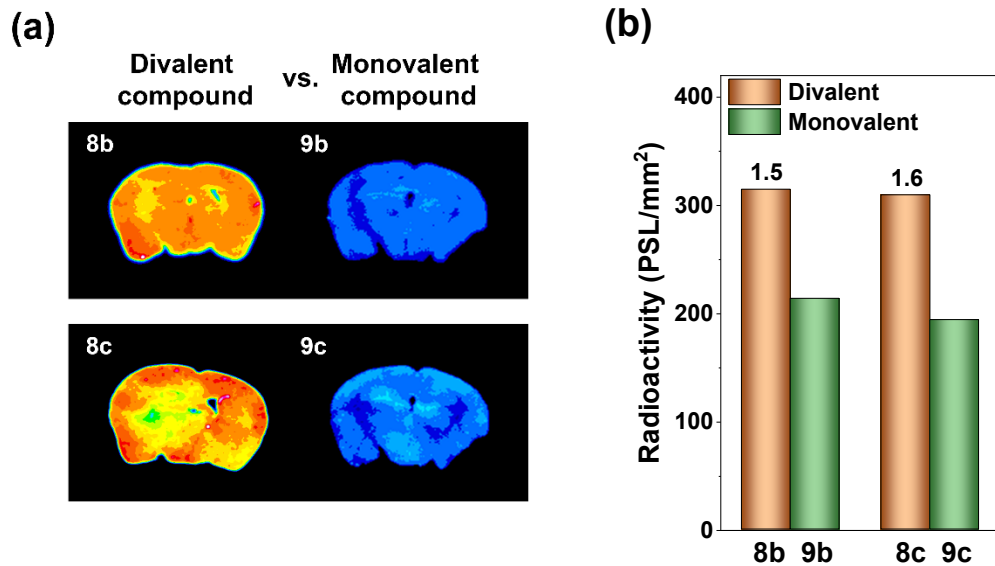 (a)
Divalent compound vs. Monovalent compound
8b
9b
8c
9c
(b)
Radioactivity (PSL/mm²)
400
300
200
100
0
Divalent
Monovalent
1.5
1.6
8b 9b 8c 9c